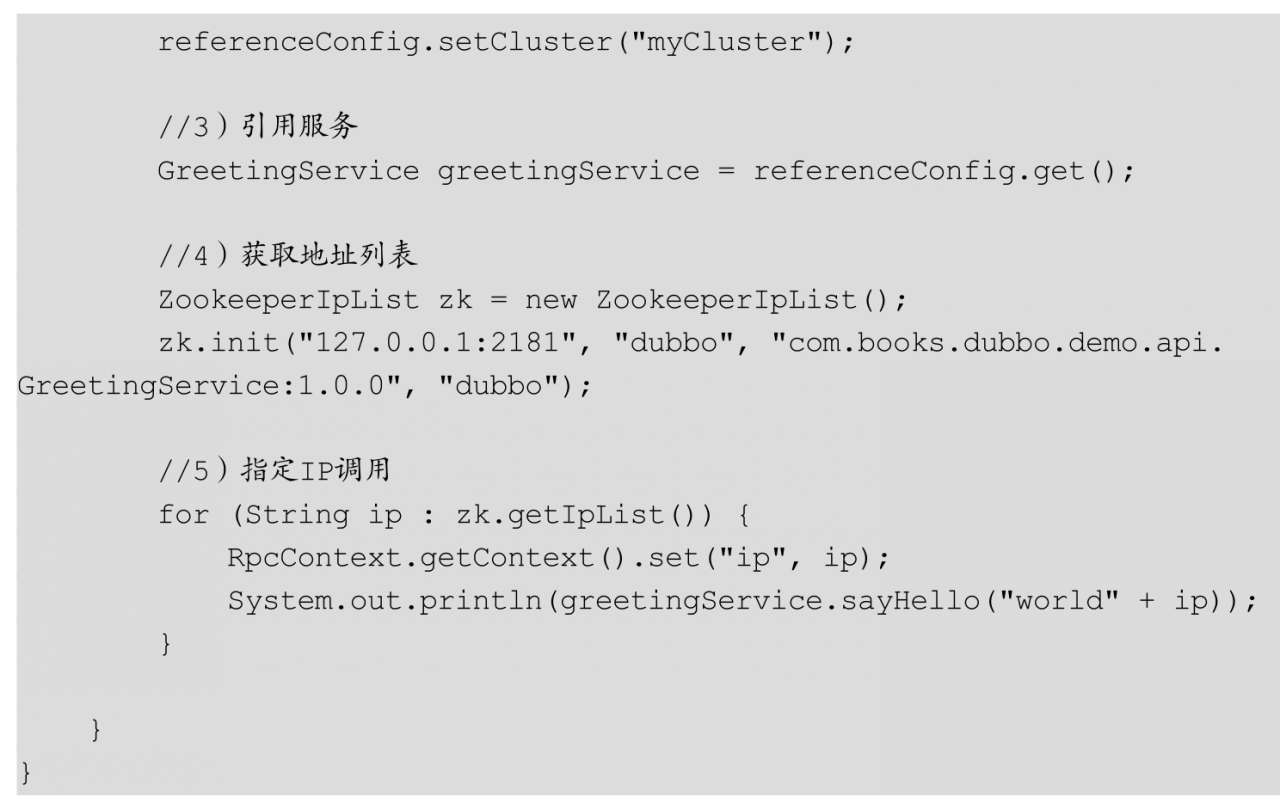 referenceConfig.setCluster("myCluster");
//3）引用服务
GreetingService greetingService = referenceConfig.get();
//4）获取地址列表
ZookeeperIpList zk = new ZookeeperIpList();
zk.init("127.0.0.1:2181", "dubbo", "com.books.dubbo.demo.api.
GreetingService:1.0.0", "dubbo");
//5）指定IP调用
for (String ip : zk.getIpList()) {
RpcContext.getContext().set("ip", ip);
System.out.println(greetingService.sayHello("world" + ip));
}
}
}